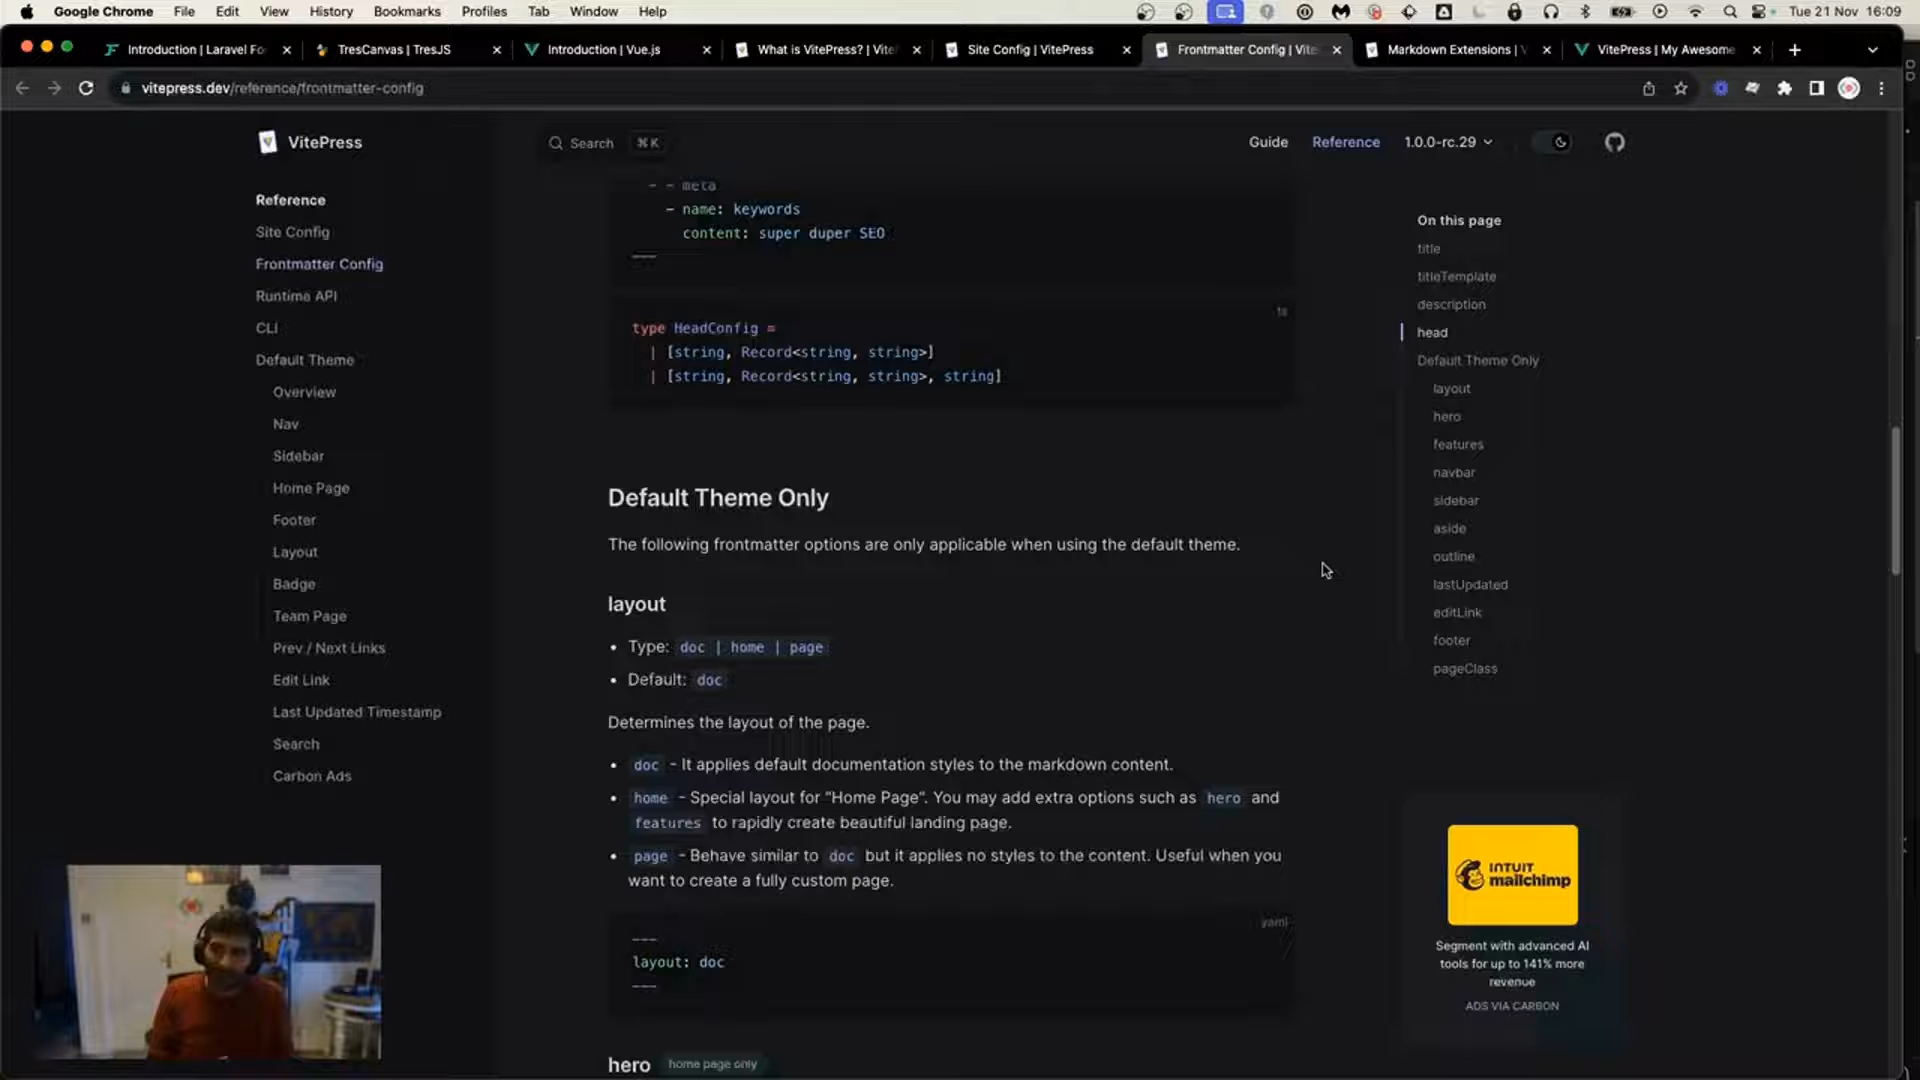 Google Chrome File Edit View History Bookmarks Profiles Tab Window Help Tue 21 Nov 16:09
Introduction | Laravel Fo
TresCanvas | TresJS
Introduction | Vue.js
What is VitePress? | Vite
Site Config | VitePress
Frontmatter Config | Vite
Markdown Extensions | V
VitePress | My Awesome
vitepress.dev/reference/frontmatter-config
VitePress
Search ⌘K
Guide Reference 1.0.0-rc.29
Reference
Site Config
Frontmatter Config
Runtime API
CLI
Default Theme
Overview
Nav
Sidebar
Home Page
Footer
Layout
Badge
Team Page
Prev / Next Links
Edit Link
Last Updated Timestamp
Search
Carbon Ads
- - meta
- name: keywords
content: super duper SEO
---
ts
type HeadConfig =
| [string, Record<string, string>]
| [string, Record<string, string>, string]
Default Theme Only
The following frontmatter options are only applicable when using the default theme.
layout
• Type: doc | home | page
• Default: doc
Determines the layout of the page.
• doc - It applies default documentation styles to the markdown content.
• home - Special layout for "Home Page". You may add extra options such as hero and
features to rapidly create beautiful landing page.
• page - Behave similar to doc but it applies no styles to the content. Useful when you
want to create a fully custom page.
yaml
---
layout: doc
---
hero home page only
On this page
title
titleTemplate
description
head
Default Theme Only
layout
hero
features
navbar
sidebar
aside
outline
lastUpdated
editLink
footer
pageClass
INTUIT
mailchimp
Segment with advanced AI
tools for up to 141% more
revenue
ADS VIA CARBON